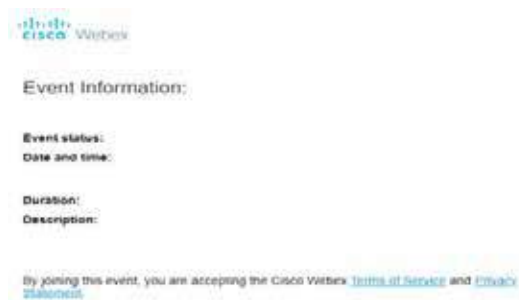 cisco Webex
Event Information:
Event status:
Date and time:
Duration:
Description:
By joining this event, you are accepting the Cisco Webex Terms of Service and Privacy
Statement.